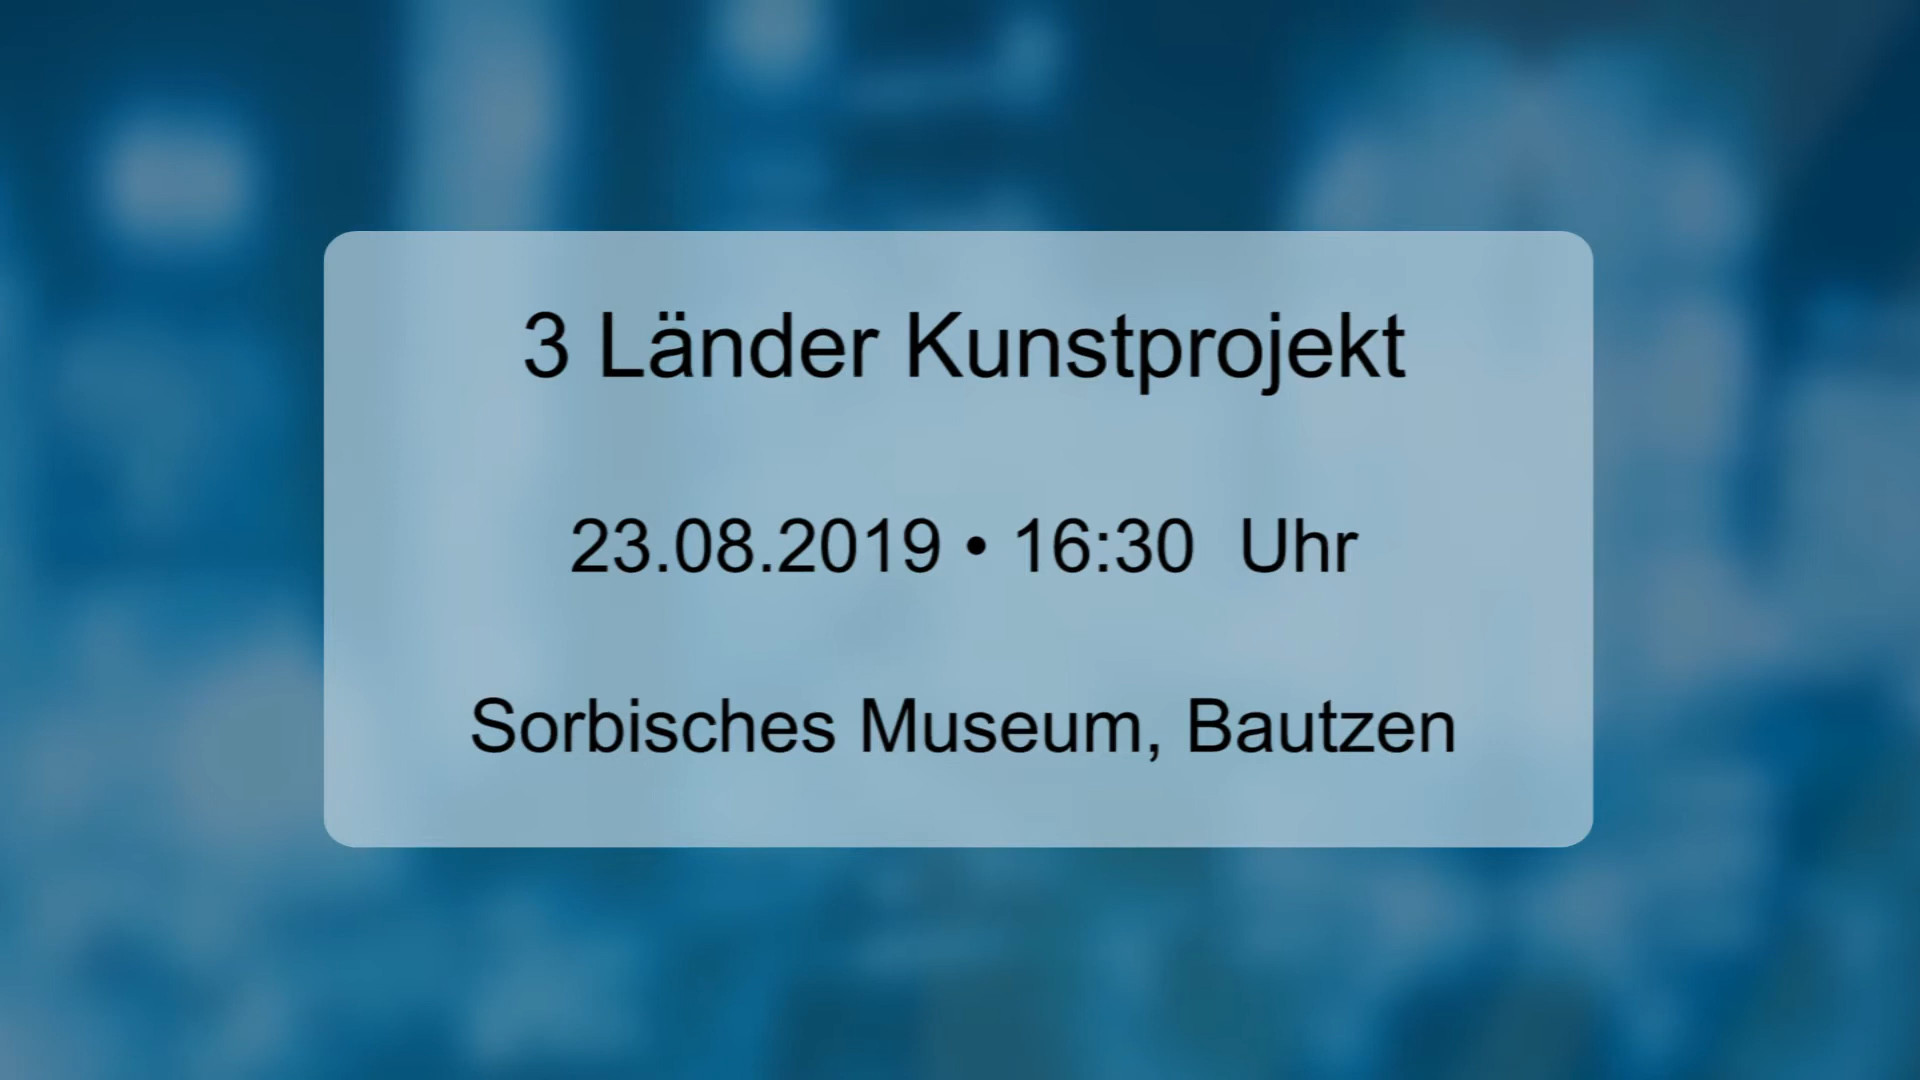 3 Länder Kunstprojekt
23.08.2019 • 16:30 Uhr
Sorbisches Museum, Bautzen